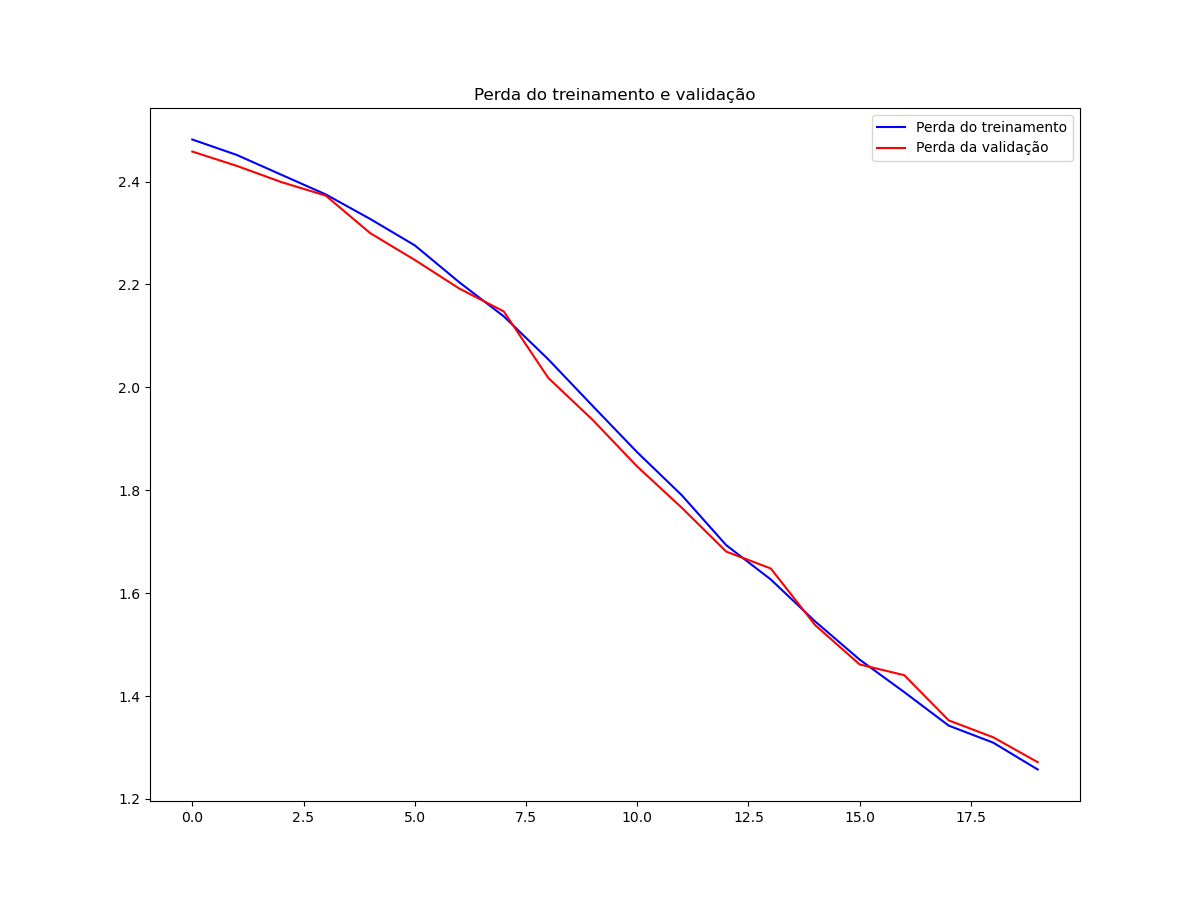 Perda do treinamento e validação
Perda do treinamento
Perda da validação
2.4
2.2
2.0
1.8
1.6
1.4
1.2
0.0 2.5 5.0 7.5 10.0 12.5 15.0 17.5